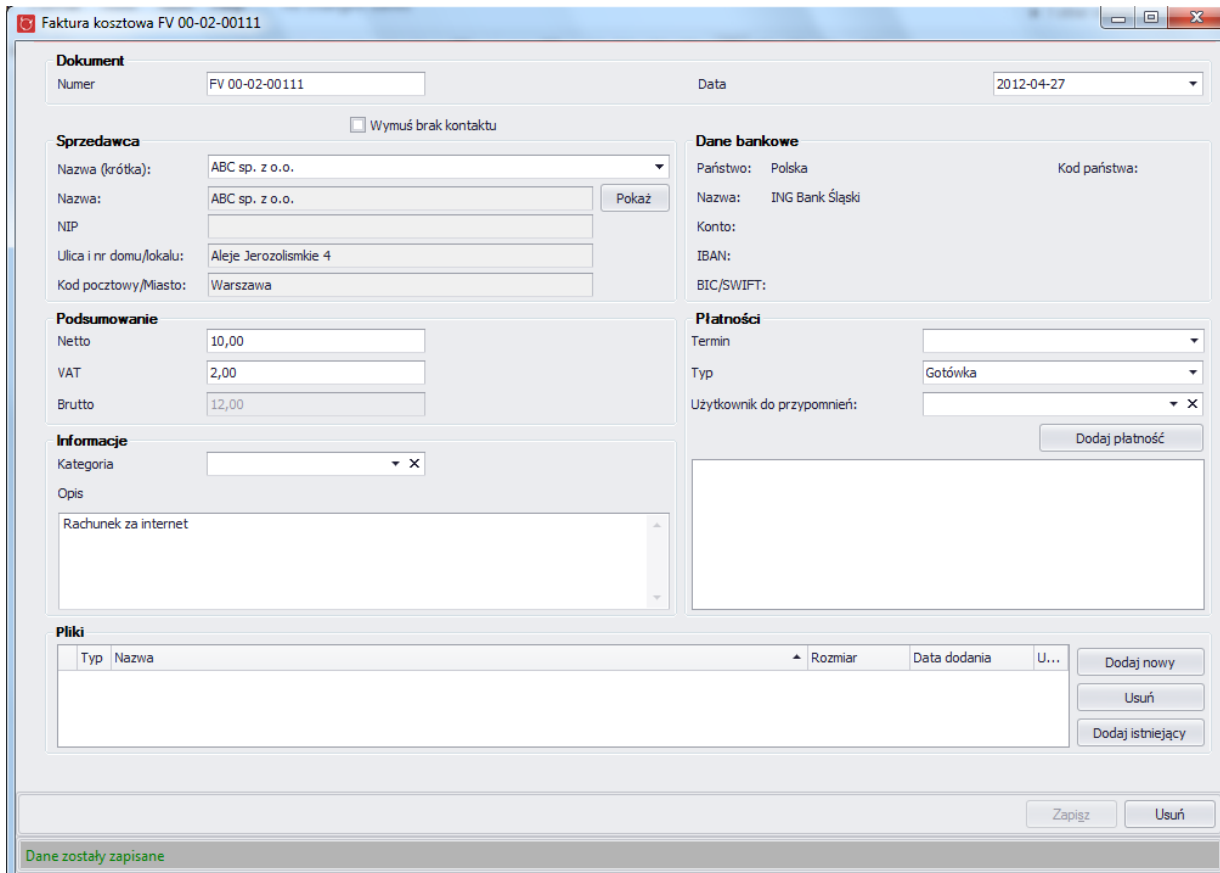 Faktura kosztowa FV 00-02-00111
Dokument
Numer FV 00-02-00111 Data 2012-04-27
Wymuś brak kontaktu
Sprzedawca
Nazwa (krótka): ABC sp. z o.o.
Nazwa: ABC sp. z o.o. Pokaż
NIP
Ulica i nr domu/lokalu: Aleje Jerozolismkie 4
Kod pocztowy/Miasto: Warszawa
Dane bankowe
Państwo: Polska Kod państwa:
Nazwa: ING Bank Śląski
Konto:
IBAN:
BIC/SWIFT:
Podsumowanie
Netto 10,00
VAT 2,00
Brutto 12,00
Płatności
Termin
Typ Gotówka
Użytkownik do przypomnień:
Dodaj płatność
Informacje
Kategoria
Opis
Rachunek za internet
Pliki
Typ Nazwa Rozmiar Data dodania U...
Dodaj nowy
Usuń
Dodaj istniejący
Zapisz Usuń
Dane zostały zapisane